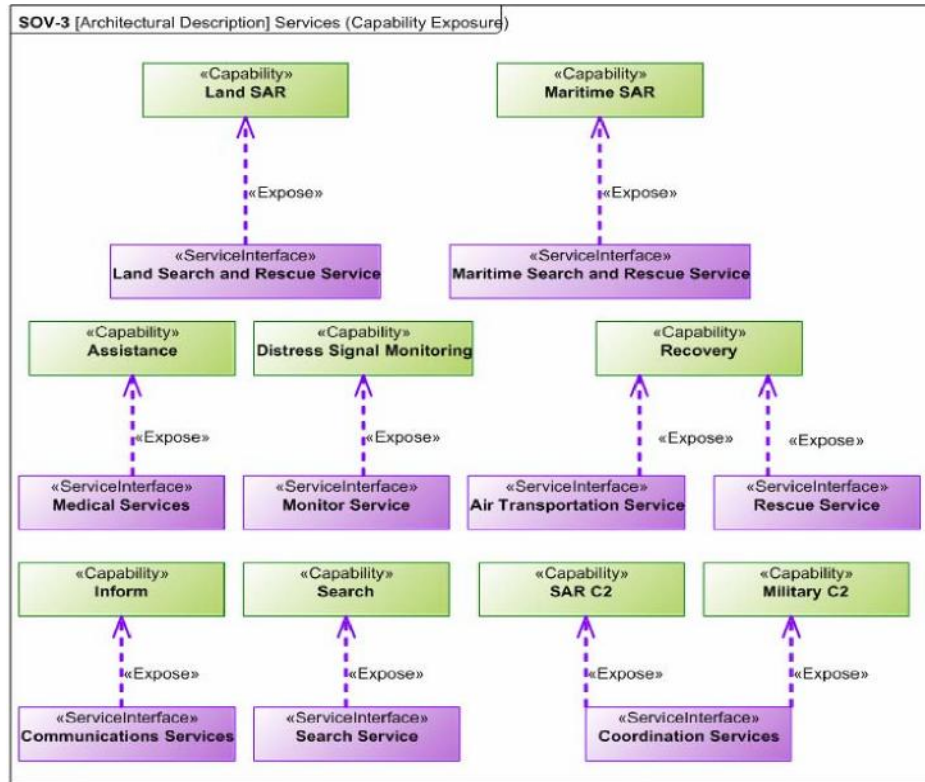 SOV-3 [Architectural Description] Services (Capability Exposure)
«Capability»
Land SAR
«Capability»
Maritime SAR
«Expose»
«Expose»
«ServiceInterface»
Land Search and Rescue Service
«ServiceInterface»
Maritime Search and Rescue Service
«Capability»
Assistance
«Capability»
Distress Signal Monitoring
«Capability»
Recovery
«Expose»
«Expose»
«Expose»
«Expose»
«ServiceInterface»
Medical Services
«ServiceInterface»
Monitor Service
«ServiceInterface»
Air Transportation Service
«ServiceInterface»
Rescue Service
«Capability»
Inform
«Capability»
Search
«Capability»
SAR C2
«Capability»
Military C2
«Expose»
«Expose»
«Expose»
«Expose»
«ServiceInterface»
Communications Services
«ServiceInterface»
Search Service
«ServiceInterface»
Coordination Services